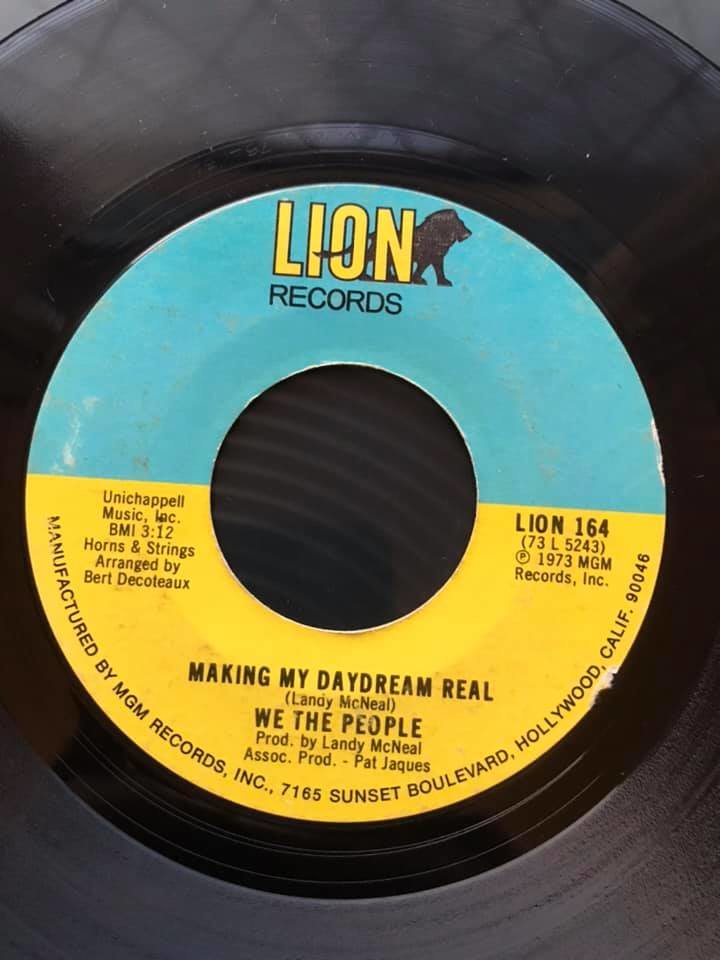 LION
RECORDS
Unichappell
Music, Inc.
BMI 3:12
Horns & Strings
Arranged by
Bert Decoteaux
LION 164
(73 L 5243)
℗ 1973 MGM
Records, Inc.
MAKING MY DAYDREAM REAL
(Landy McNeal)
WE THE PEOPLE
Prod. by Landy McNeal
Assoc. Prod. - Pat Jaques
MANUFACTURED BY MGM RECORDS, INC., 7165 SUNSET BOULEVARD, HOLLYWOOD, CALIF. 90046